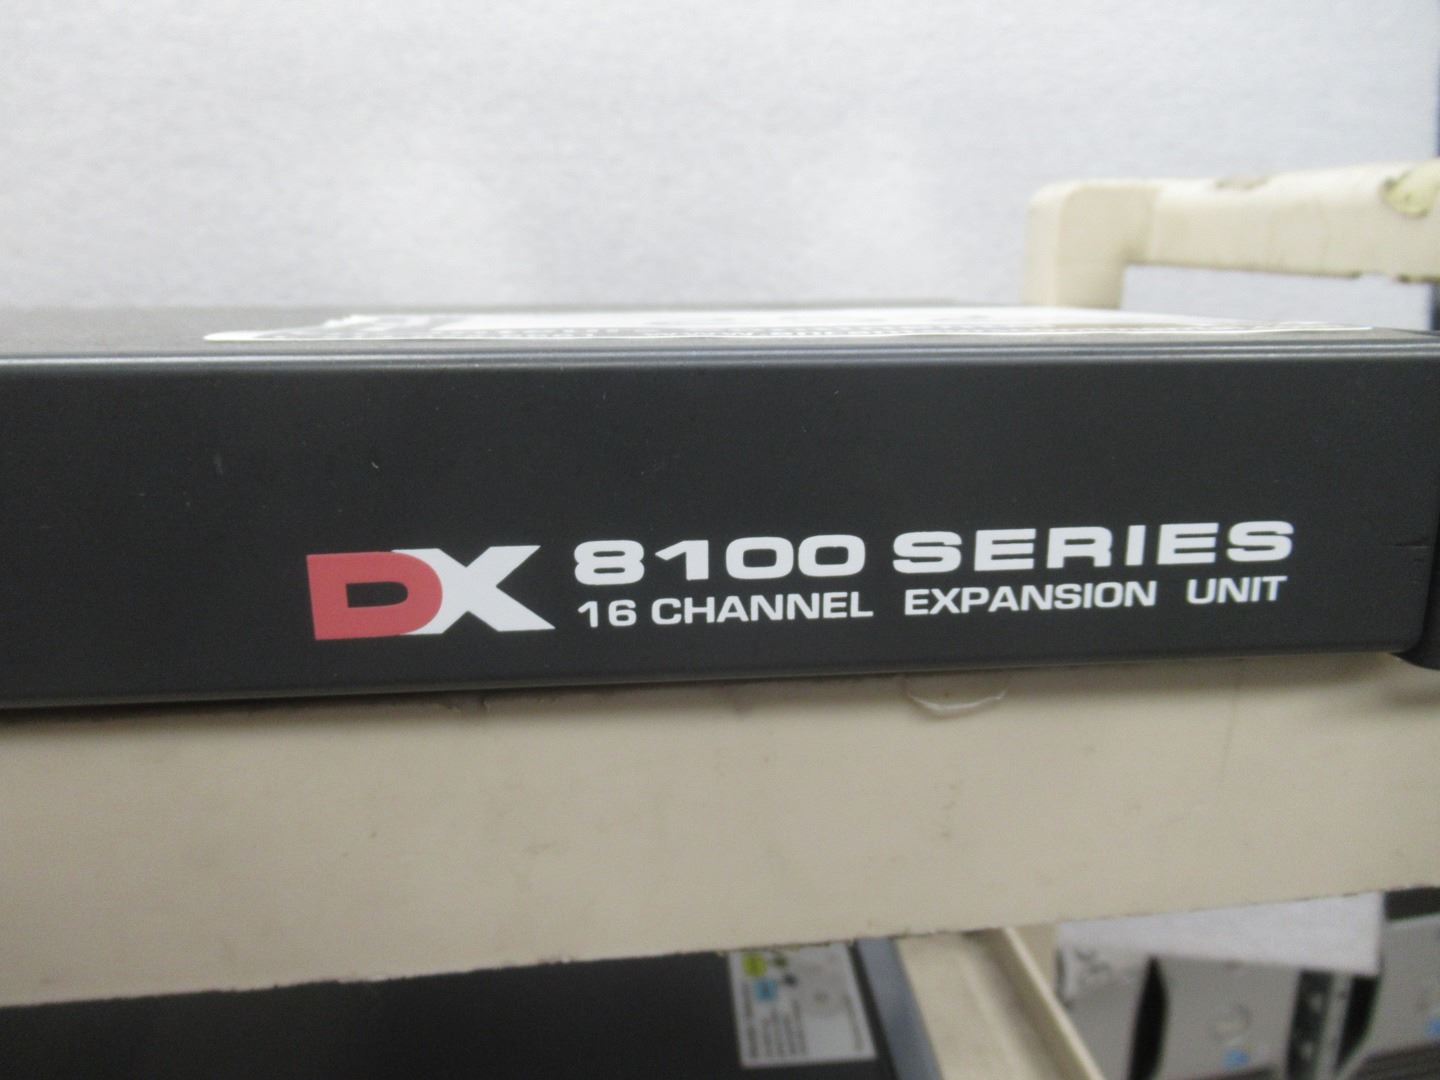 DX 8100 SERIES
16 CHANNEL EXPANSION UNIT